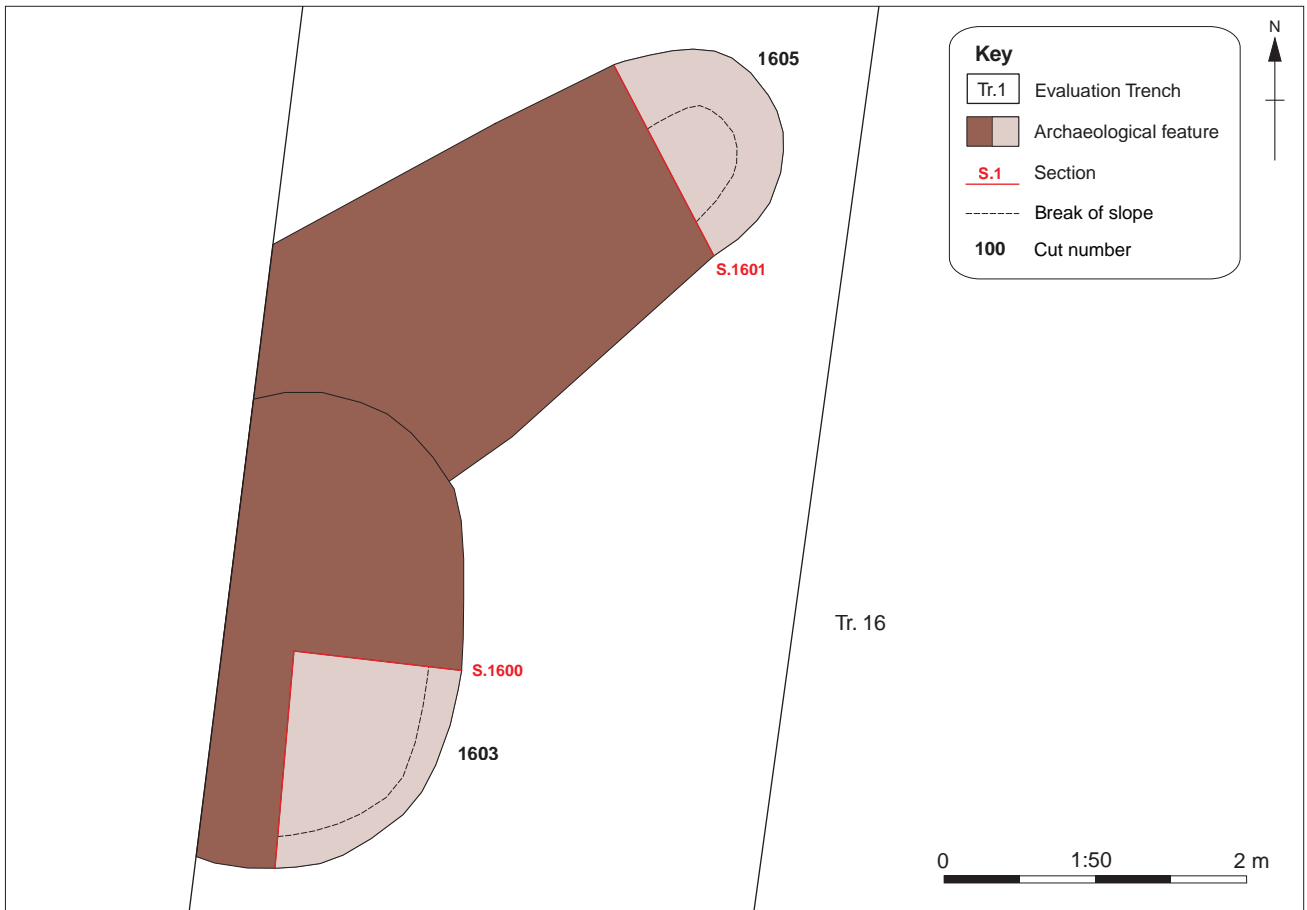 1605
Key
N
Tr.1 Evaluation Trench
Archaeological feature
S.1 Section
Break of slope
100 Cut number
S.1601
Tr. 16
S.1600
1603
0 1:50 2 m